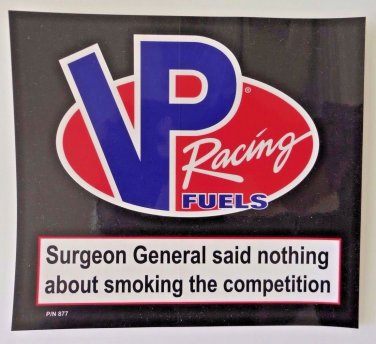 VP®
Racing
FUELS
Surgeon General said nothing
about smoking the competition
P/N 877